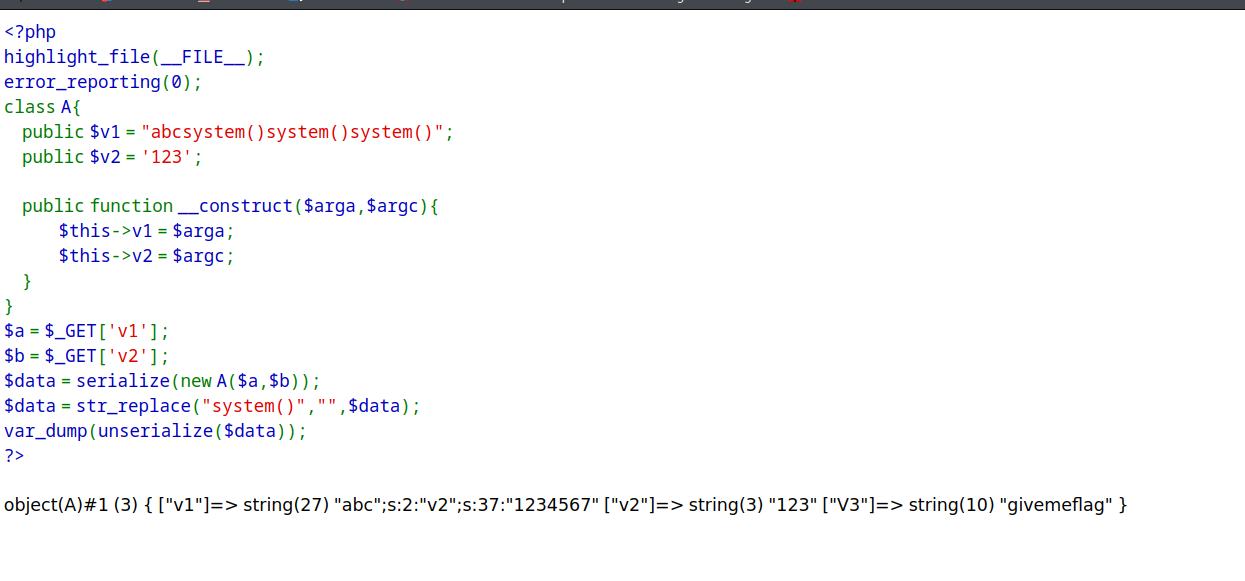 <?php
highlight_file(__FILE__);
error_reporting(0);
class A{
public $v1 = "abcsystem()system()system()";
public $v2 = '123';
public function __construct($arga,$argc){
$this->v1 = $arga;
$this->v2 = $argc;
}
}
$a = $_GET['v1'];
$b = $_GET['v2'];
$data = serialize(new A($a,$b));
$data = str_replace("system()","",$data);
var_dump(unserialize($data));
?>
object(A)#1 (3) { ["v1"]=> string(27) "abc";s:2:"v2";s:37:"1234567" ["v2"]=> string(3) "123" ["V3"]=> string(10) "givemeflag" }